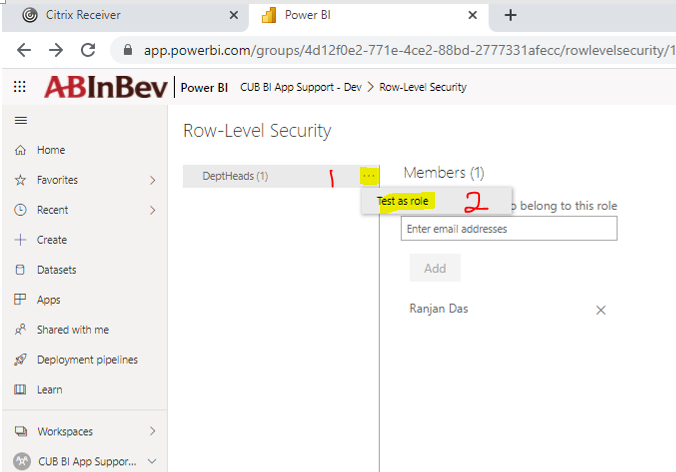 Citrix Receiver
Power BI
app.powerbi.com/groups/4d12f0e2-771e-4ce2-88bd-2777331afecc/rowlevelsecurity/1
ABInBev Power BI CUB BI App Support - Dev > Row-Level Security
Row-Level Security
Home
Favorites
Recent
Create
Datasets
Apps
Shared with me
Deployment pipelines
Learn
Workspaces
CUB BI App Suppor...
DeptHeads (1) 1 ...
Test as role 2
Members (1)
belong to this role
Enter email addresses
Add
Ranjan Das